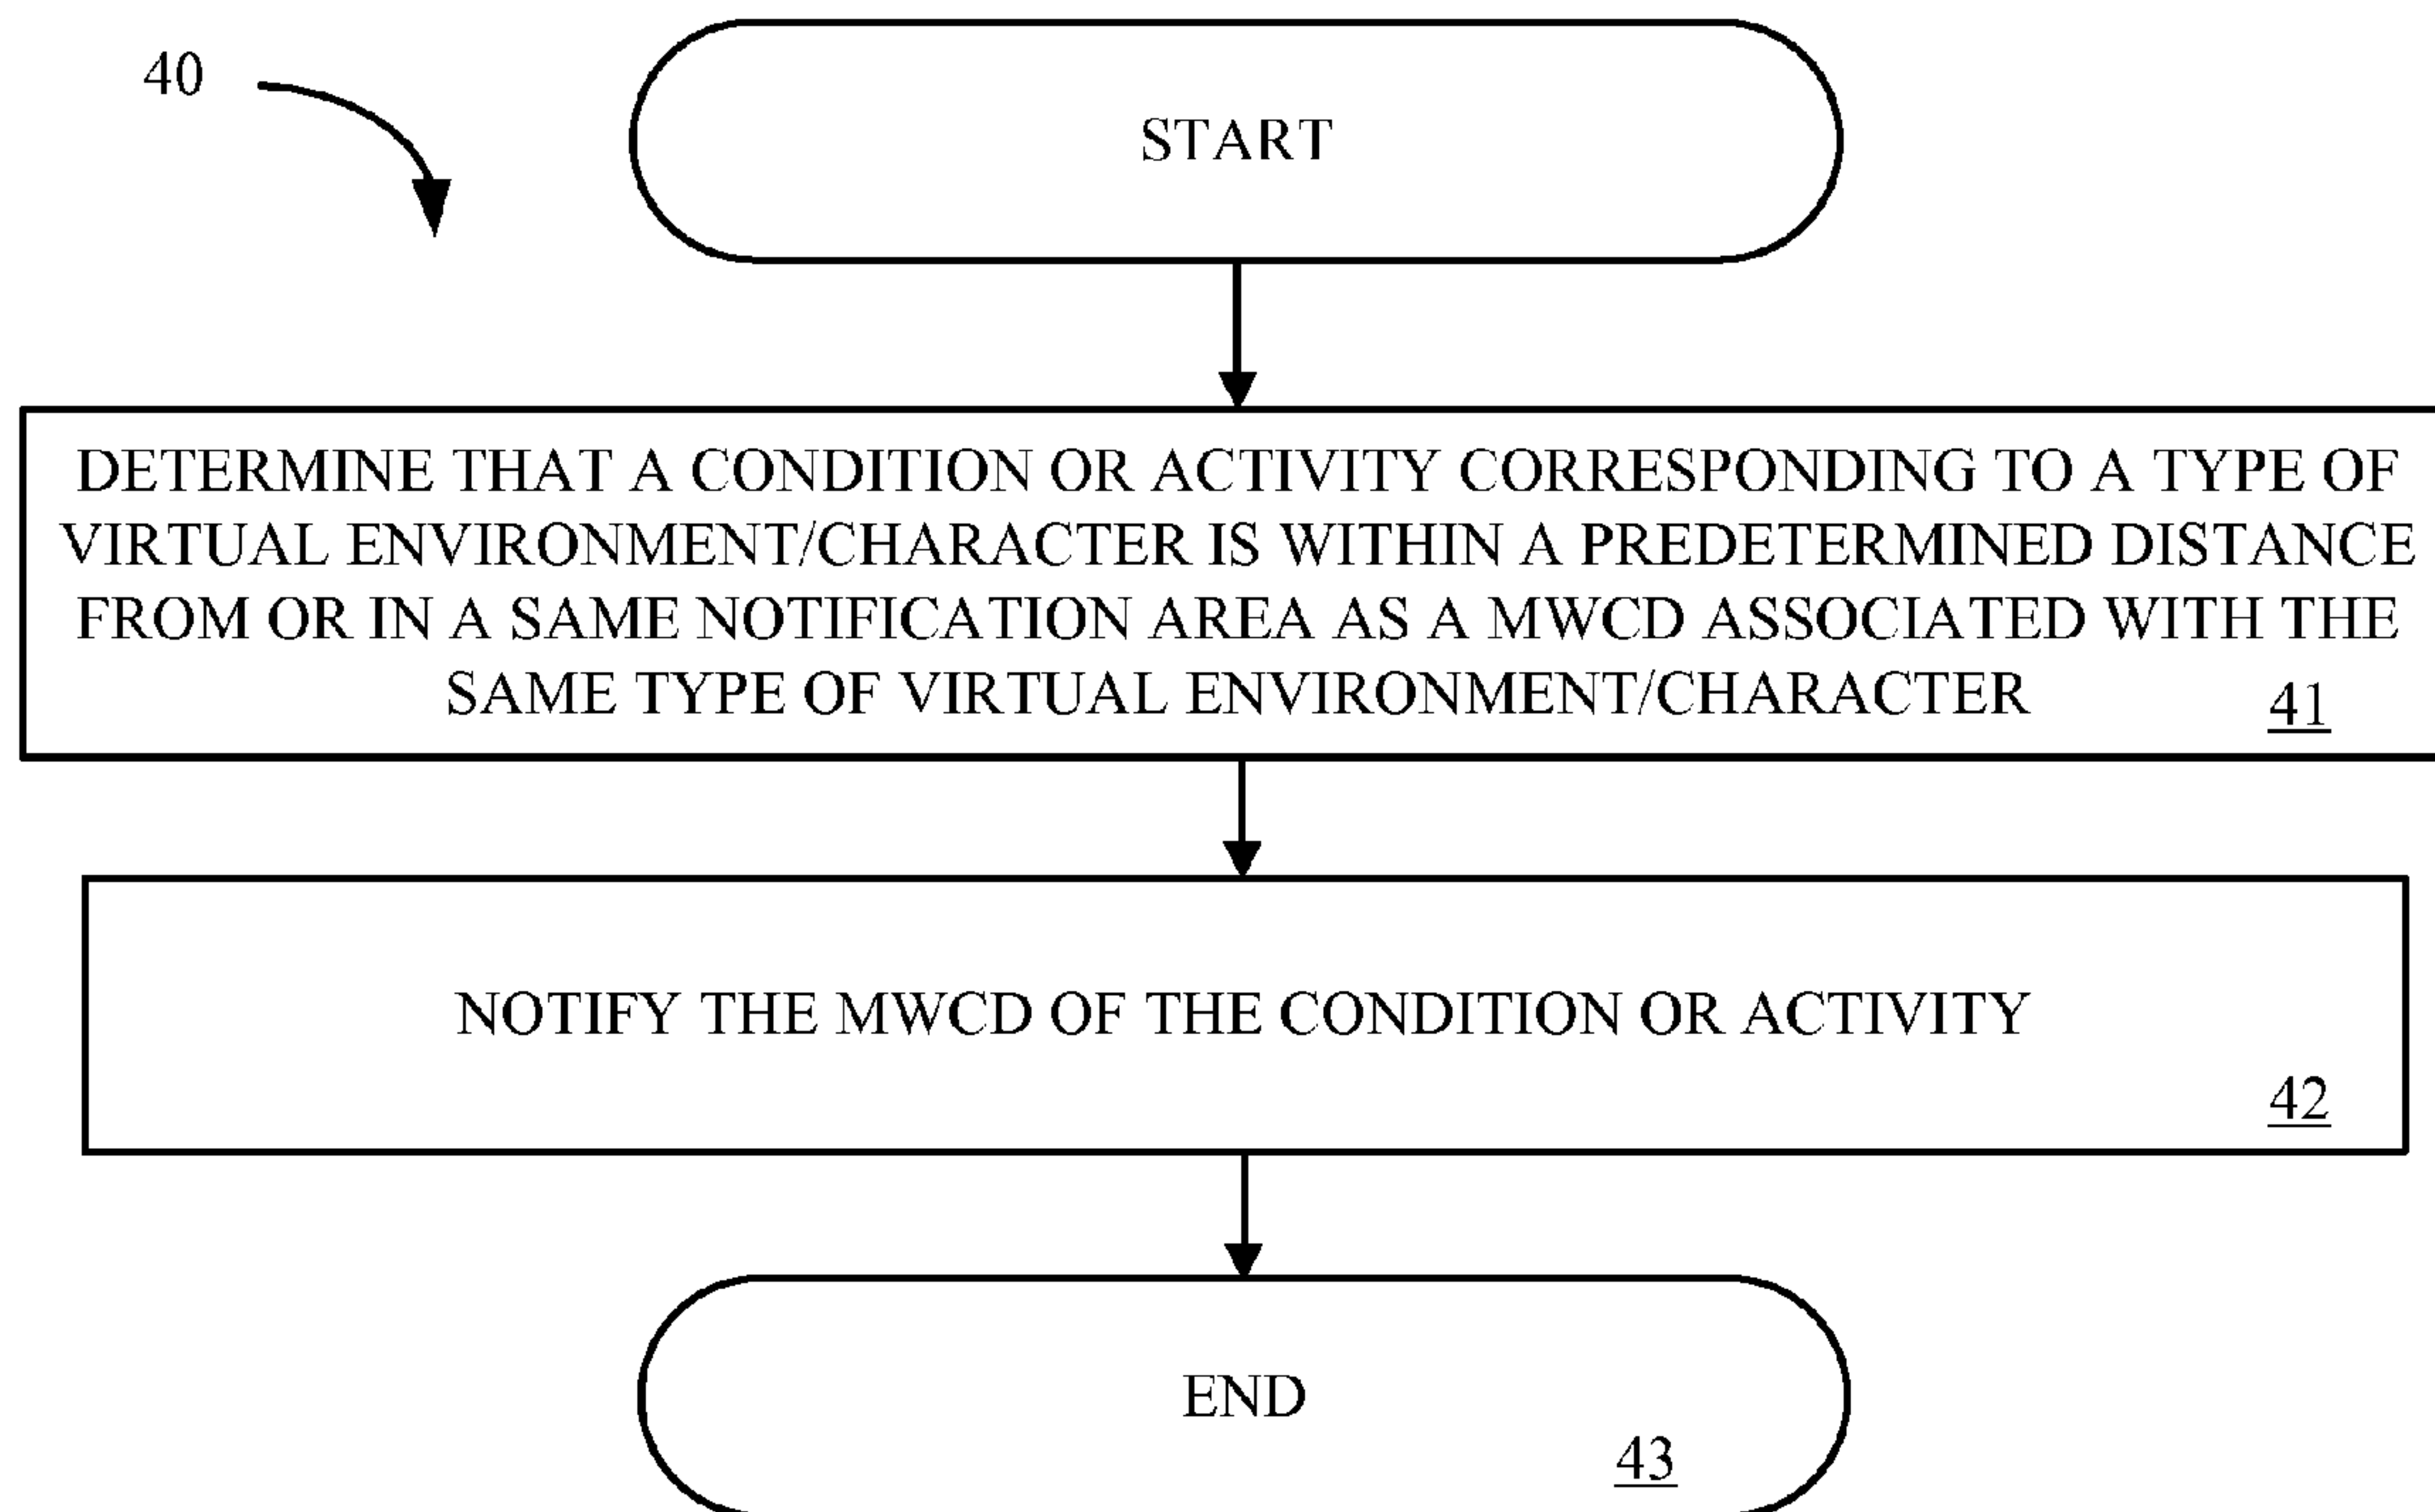 40
START
DETERMINE THAT A CONDITION OR ACTIVITY CORRESPONDING TO A TYPE OF
VIRTUAL ENVIRONMENT/CHARACTER IS WITHIN A PREDETERMINED DISTANCE
FROM OR IN A SAME NOTIFICATION AREA AS A MWCD ASSOCIATED WITH THE
SAME TYPE OF VIRTUAL ENVIRONMENT/CHARACTER
41
NOTIFY THE MWCD OF THE CONDITION OR ACTIVITY
42
END
43